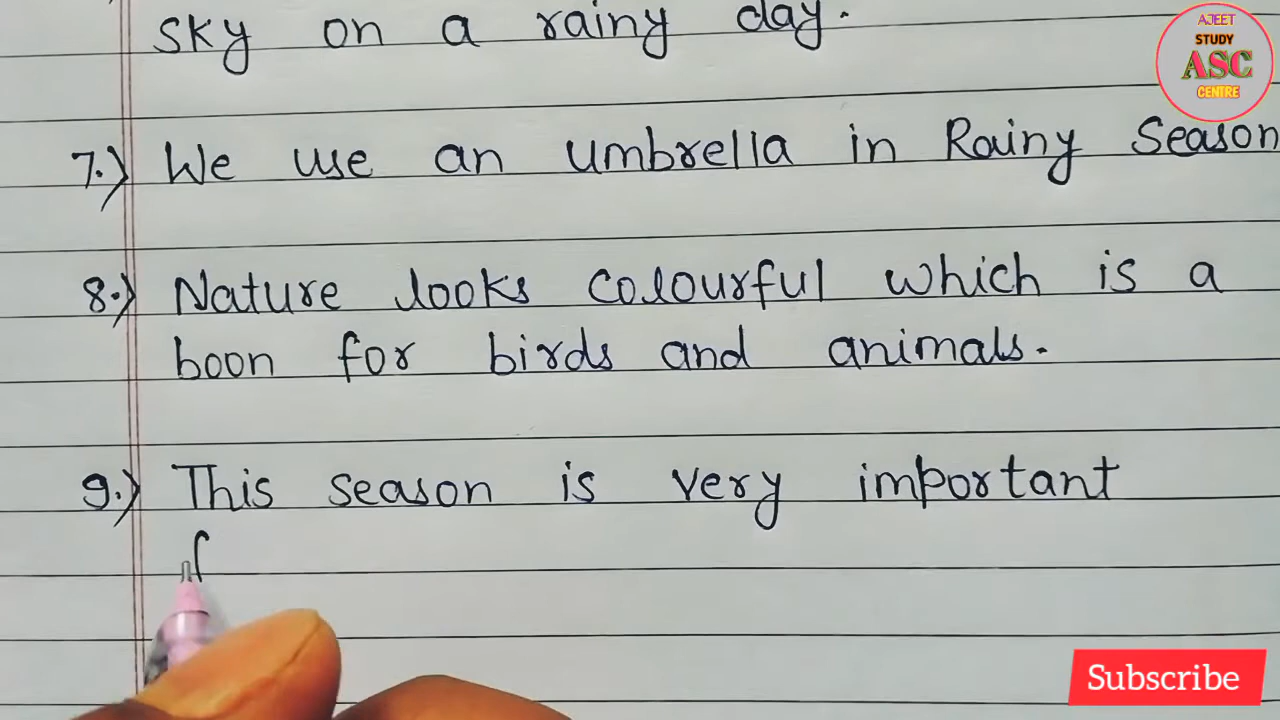 sky on a rainy day.
7.) We use an umbrella in Rainy Season
8.) Nature looks colourful which is a
boon for birds and animals.
9.) This season is very important
AJEET
STUDY
ASC
CENTRE
Subscribe